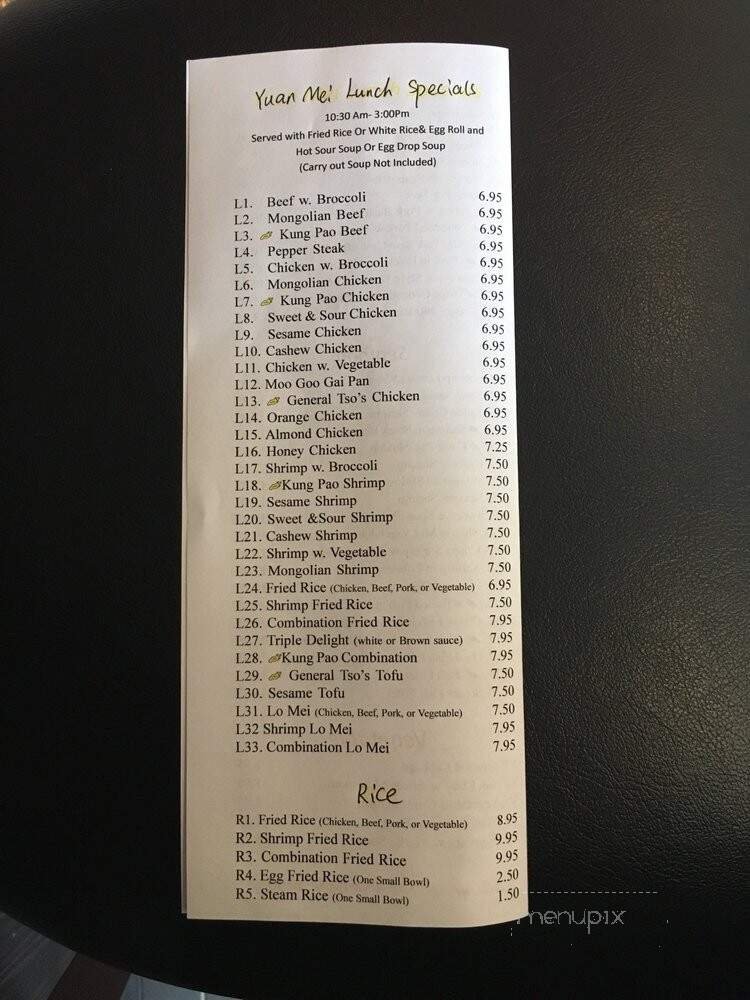 Yuan Mei Lunch Specials
10:30 Am- 3:00Pm
Served with Fried Rice Or White Rice& Egg Roll and
Hot Sour Soup Or Egg Drop Soup
(Carry out Soup Not Included)
L1. Beef w. Broccoli 6.95
L2. Mongolian Beef 6.95
L3. Kung Pao Beef 6.95
L4. Pepper Steak 6.95
L5. Chicken w. Broccoli 6.95
L6. Mongolian Chicken 6.95
L7. Kung Pao Chicken 6.95
L8. Sweet & Sour Chicken 6.95
L9. Sesame Chicken 6.95
L10. Cashew Chicken 6.95
L11. Chicken w. Vegetable 6.95
L12. Moo Goo Gai Pan 6.95
L13. General Tso's Chicken 6.95
L14. Orange Chicken 6.95
L15. Almond Chicken 6.95
L16. Honey Chicken 7.25
L17. Shrimp w. Broccoli 7.50
L18. Kung Pao Shrimp 7.50
L19. Sesame Shrimp 7.50
L20. Sweet &Sour Shrimp 7.50
L21. Cashew Shrimp 7.50
L22. Shrimp w. Vegetable 7.50
L23. Mongolian Shrimp 7.50
L24. Fried Rice (Chicken, Beef, Pork, or Vegetable) 6.95
L25. Shrimp Fried Rice 7.50
L26. Combination Fried Rice 7.95
L27. Triple Delight (white or Brown sauce) 7.95
L28. Kung Pao Combination 7.95
L29. General Tso's Tofu 7.50
L30. Sesame Tofu 7.50
L31. Lo Mei (Chicken, Beef, Pork, or Vegetable) 7.50
L32 Shrimp Lo Mei 7.95
L33. Combination Lo Mei 7.95
Rice
R1. Fried Rice (Chicken, Beef, Pork, or Vegetable) 8.95
R2. Shrimp Fried Rice 9.95
R3. Combination Fried Rice 9.95
R4. Egg Fried Rice (One Small Bowl) 2.50
R5. Steam Rice (One Small Bowl) 1.50
menupix